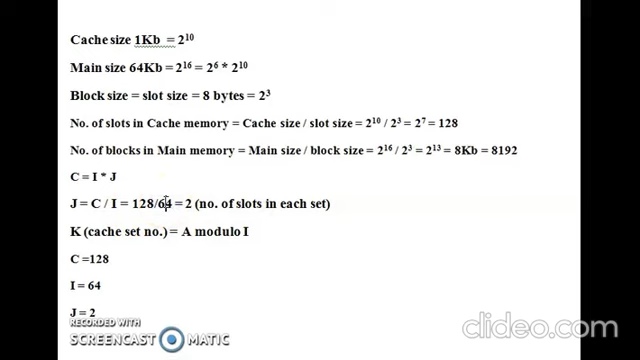 Cache size 1Kb = 2¹⁰
Main size 64Kb = 2¹⁶ = 2⁶ * 2¹⁰
Block size = slot size = 8 bytes = 2³
No. of slots in Cache memory = Cache size / slot size = 2¹⁰ / 2³ = 2⁷ = 128
No. of blocks in Main memory = Main size / block size = 2¹⁶ / 2³ = 2¹³ = 8Kb = 8192
C = I * J
J = C / I = 128/64 = 2 (no. of slots in each set)
K (cache set no.) = A modulo I
C =128
I = 64
J = 2
RECORDED WITH
SCREENCAST MATIC
clideo.com